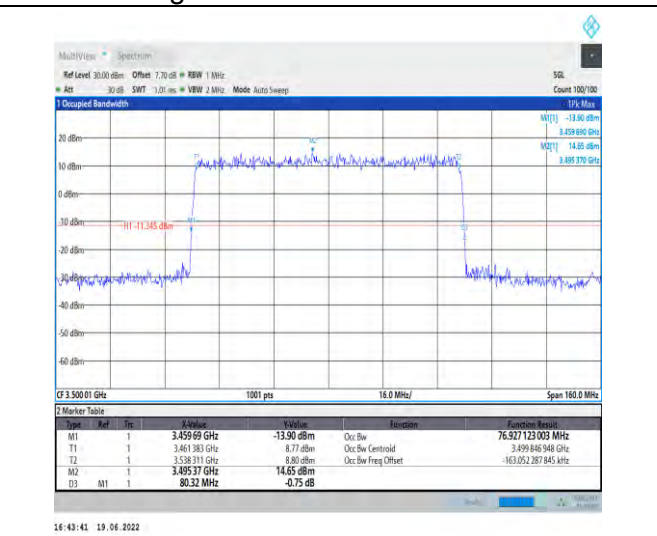 MultiView Spectrum
Ref Level 30.00 dBm Offset 7.70 dB RBW 1 MHz SGL
Att 30 dB SWT 1.01 ms VBW 2 MHz Mode Auto Sweep Count 100/100
1 Occupied Bandwidth 1Pk Max
M1[1] -13.90 dBm
3.459 690 GHz
M2[1] 14.65 dBm
3.495 370 GHz
20 dBm
M2
10 dBm
0 dBm
-10 dBm
M1
H1 -11.345 dBm
D3
-20 dBm
-30 dBm
-40 dBm
-50 dBm
-60 dBm
CF 3.500 01 GHz 1001 pts 16.0 MHz/ Span 160.0 MHz
2 Marker Table
Type Ref Trc X-Value Y-Value Function Function Result
M1 1 3.459 69 GHz -13.90 dBm Occ Bw 76.927 123 003 MHz
T1 1 3.461 383 GHz 8.77 dBm Occ Bw Centroid 3.499 846 948 GHz
T2 1 3.538 311 GHz 8.80 dBm Occ Bw Freq Offset -163.052 287 845 kHz
M2 1 3.495 37 GHz 14.65 dBm
D3 M1 1 80.32 MHz -0.75 dB
16:43:41 19.06.2022